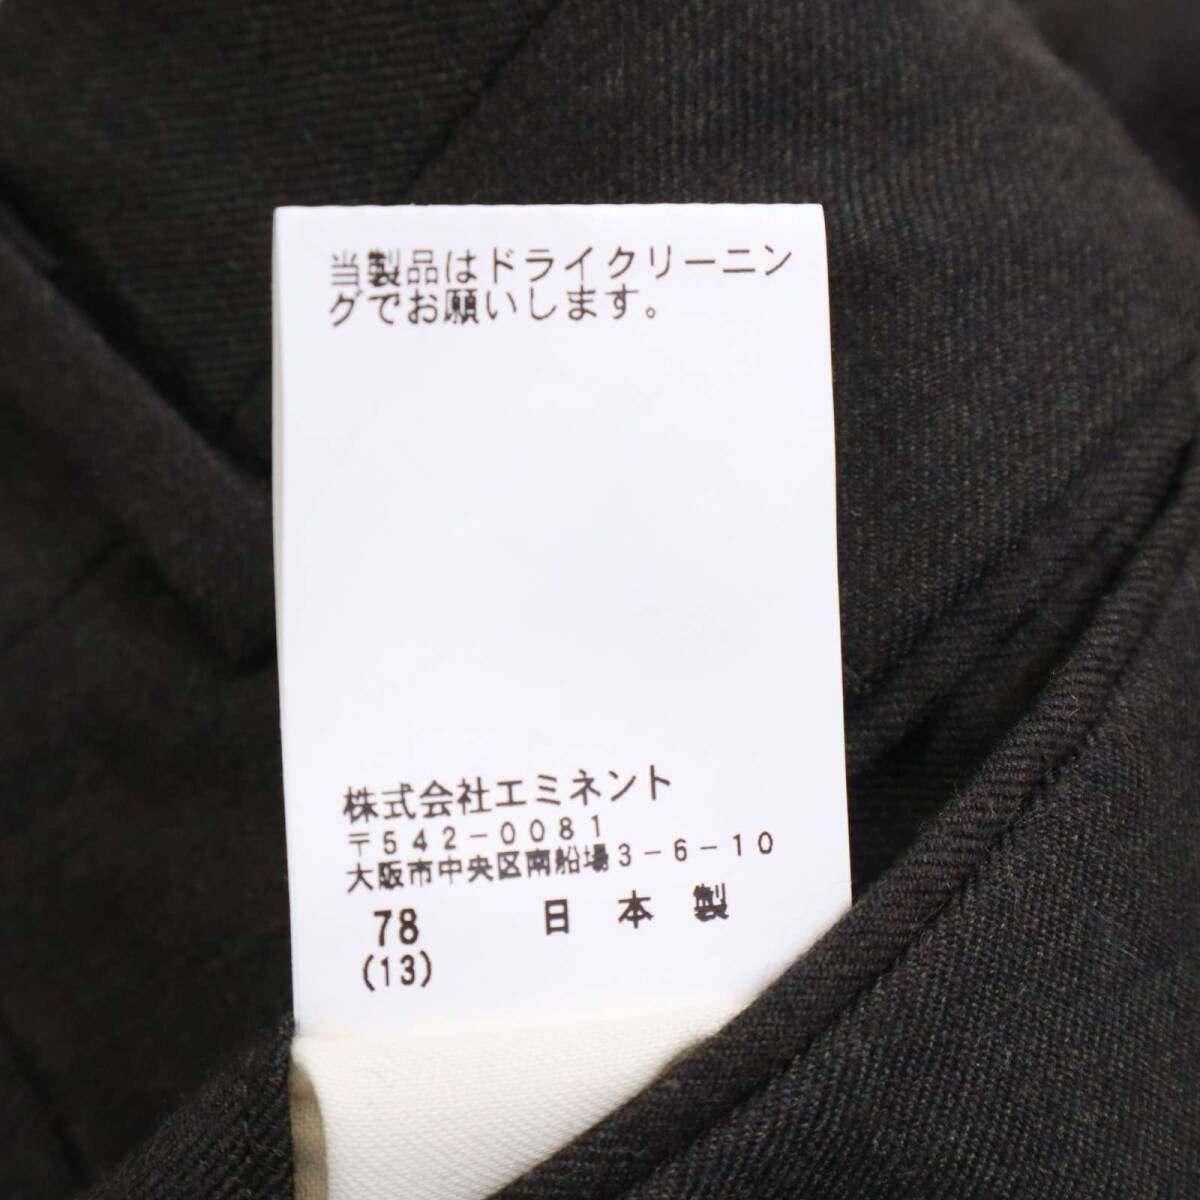 当製品はドライクリーニン
グでお願いします。
株式会社エミネント
〒542-0081
大阪市中央区南船場3-6-10
78 日本製
(13)